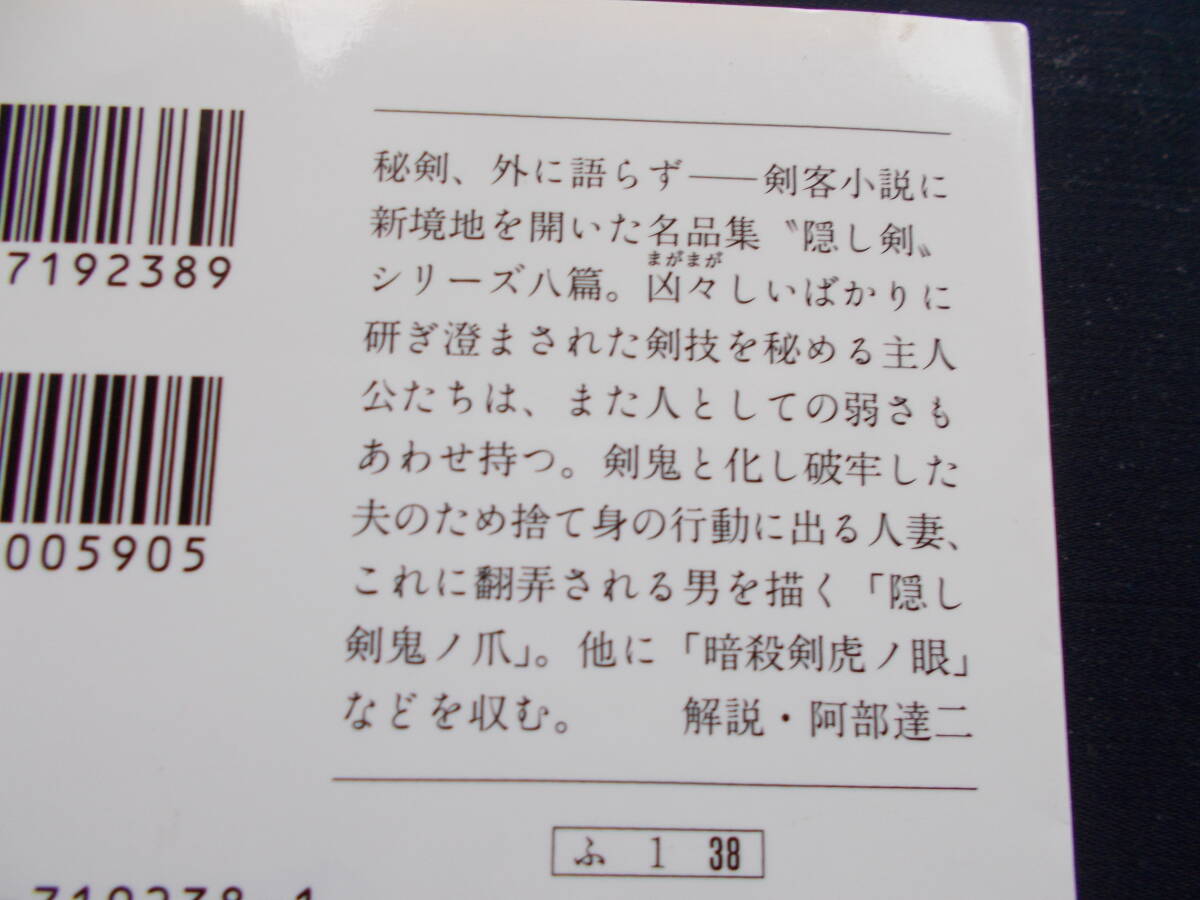 7192389
005905
秘剣、外に語らず――剣客小説に
新境地を開いた名品集〝隠し剣〟
まがまが
シリーズ八篇。凶々しいばかりに
研ぎ澄まされた剣技を秘める主人
公たちは、また人としての弱さも
あわせ持つ。剣鬼と化し破牢した
夫のため捨て身の行動に出る人妻、
これに翻弄される男を描く「隠し
剣鬼ノ爪」。他に「暗殺剣虎ノ眼」
などを収む。 解説・阿部達二
ふ 1 38
719238-1